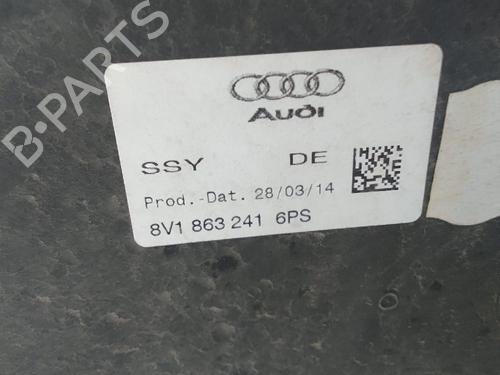 B-PARTS
Audi
SSY DE
Prod.-Dat. 28/03/14
8V1 863 241 6PS